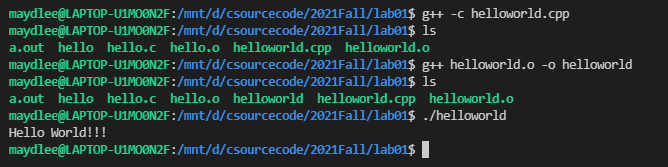 maydlee@LAPTOP-U1MO0N2F:/mnt/d/csourcecode/2021Fall/lab01$ g++ -c helloworld.cpp
maydlee@LAPTOP-U1MO0N2F:/mnt/d/csourcecode/2021Fall/lab01$ ls
a.out  hello  hello.c  hello.o  helloworld.cpp  helloworld.o
maydlee@LAPTOP-U1MO0N2F:/mnt/d/csourcecode/2021Fall/lab01$ g++ helloworld.o -o helloworld
maydlee@LAPTOP-U1MO0N2F:/mnt/d/csourcecode/2021Fall/lab01$ ls
a.out  hello  hello.c  hello.o  helloworld  helloworld.cpp  helloworld.o
maydlee@LAPTOP-U1MO0N2F:/mnt/d/csourcecode/2021Fall/lab01$ ./helloworld
Hello World!!!
maydlee@LAPTOP-U1MO0N2F:/mnt/d/csourcecode/2021Fall/lab01$